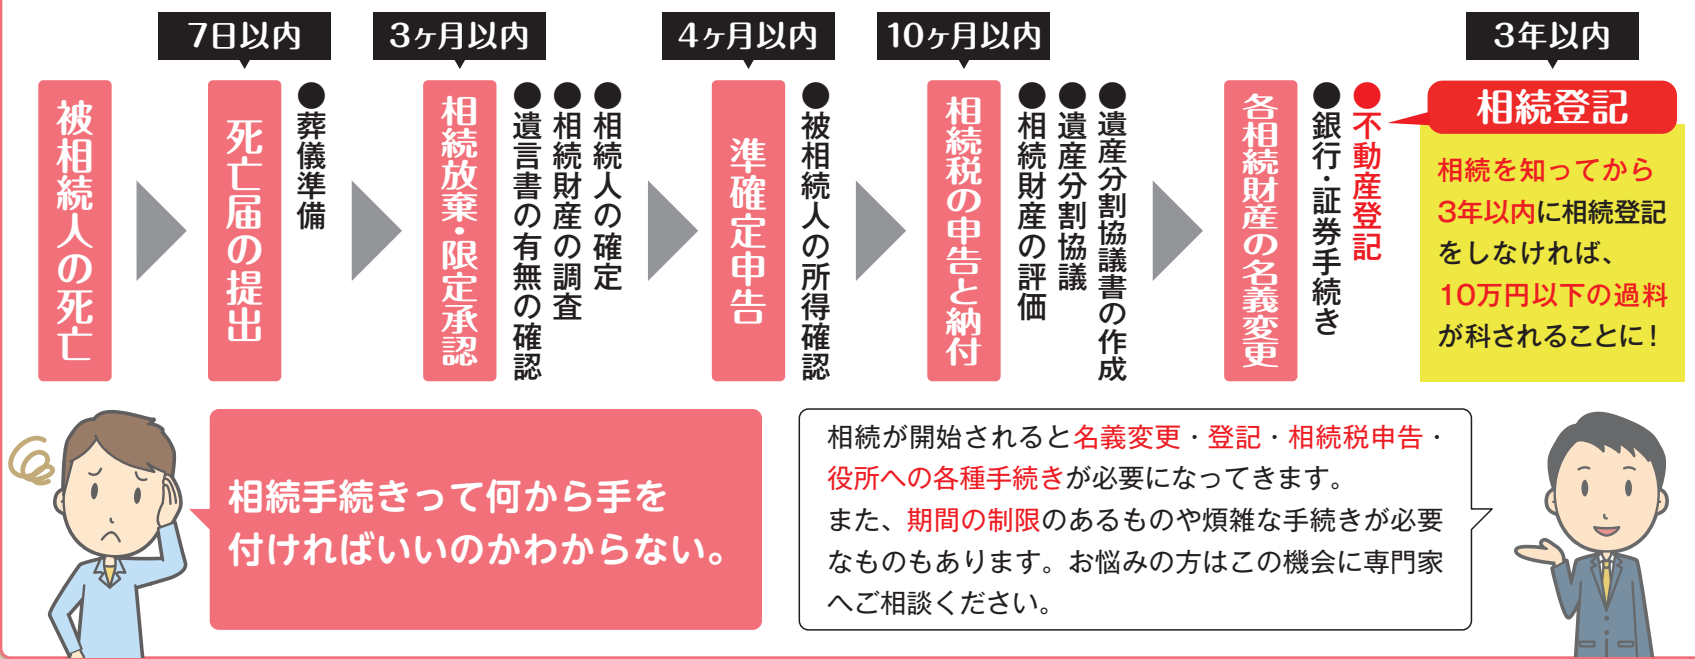 被相続人の死亡
7日以内
死亡届の提出
●葬儀準備
3ヶ月以内
相続放棄・限定承認
●相続人の確定
●相続財産の調査
●遺言書の有無の確認
4ヶ月以内
準確定申告
●被相続人の所得確認
10ヶ月以内
相続税の申告と納付
●遺産分割協議書の作成
●遺産分割協議
●相続財産の評価
各相続財産の名義変更
●不動産登記
●銀行・証券手続き
3年以内
相続登記
相続を知ってから
3年以内に相続登記
をしなければ、
10万円以下の過料
が科されることに！
相続手続きって何から手を
付ければいいのかわからない。
相続が開始されると名義変更・登記・相続税申告・
役所への各種手続きが必要になってきます。
また、期間の制限のあるものや煩雑な手続きが必要
なものもあります。お悩みの方はこの機会に専門家
へご相談ください。